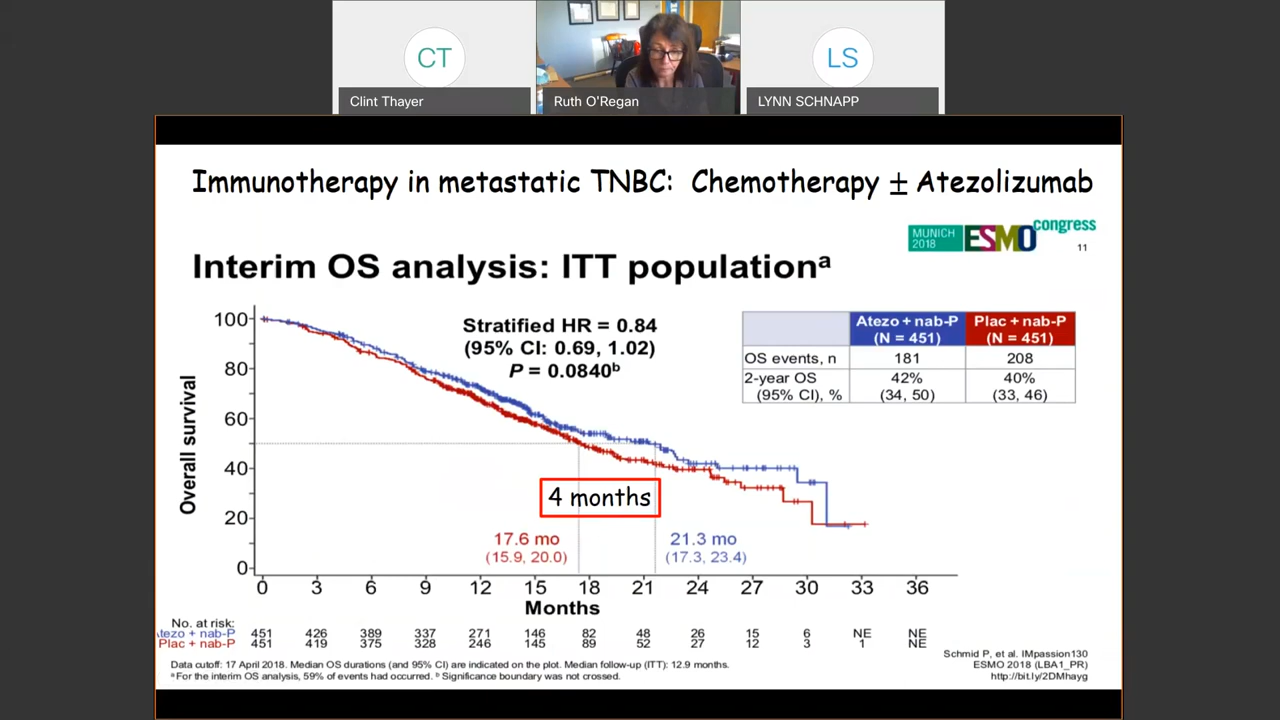 CT
LS
Clint Thayer
Ruth O'Regan
LYNN SCHNAPP
Immunotherapy in metastatic TNBC: Chemotherapy ± Atezolizumab
MUNICH
2018
ESMO
congress
11
Interim OS analysis: ITT populationᵃ
Stratified HR = 0.84
(95% CI: 0.69, 1.02)
P = 0.0840ᵇ
Atezo + nab-P
(N = 451)
Plac + nab-P
(N = 451)
OS events, n 181 208
2-year OS 42% 40%
(95% CI), % (34, 50) (33, 46)
Overall survival
100
80
60
40
20
0
4 months
17.6 mo
(15.9, 20.0)
21.3 mo
(17.3, 23.4)
0 3 6 9 12 15 18 21 24 27 30 33 36
Months
No. at risk:
tezo + nab-P 451 426 389 337 271 146 82 48 26 15 6 NE NE
Plac + nab-P 451 419 375 328 246 145 89 52 27 12 3 1 NE
Data cutoff: 17 April 2018. Median OS durations (and 95% CI) are indicated on the plot. Median follow-up (ITT): 12.9 months.
ᵃ For the interim OS analysis, 59% of events had occurred. ᵇ Significance boundary was not crossed.
Schmid P, et al. IMpassion130
ESMO 2018 (LBA1_PR)
http://bit.ly/2DMhayg